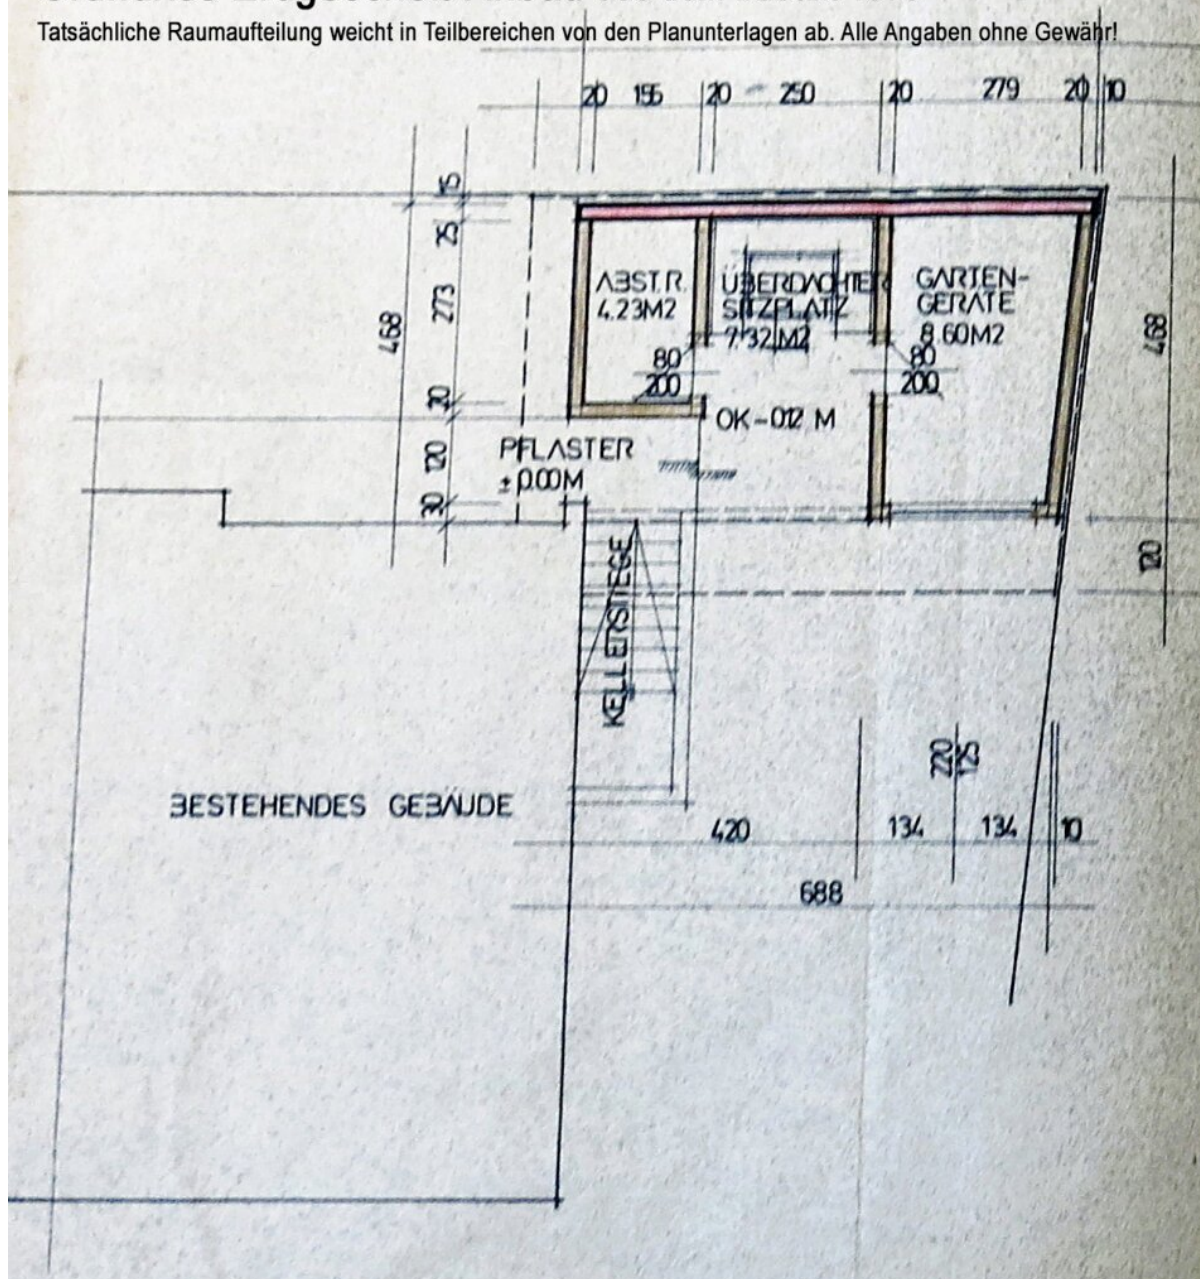 Tatsächliche Raumaufteilung weicht in Teilbereichen von den Planunterlagen ab. Alle Angaben ohne Gewähr!
20 155 20 250 20 279 20 10
15
25
273
468
20
120
30
ABST.R.
4.23M2
80
200
ÜBERDACHTER
SITZPLATZ
7.32 M2
GARTEN-
GERÄTE
8.60M2
80
200
468
120
OK-0.12 M
PFLASTER
±0.00M
KELLERSTIEGE
BESTEHENDES GEBÄUDE
220
125
420 134 134 10
688